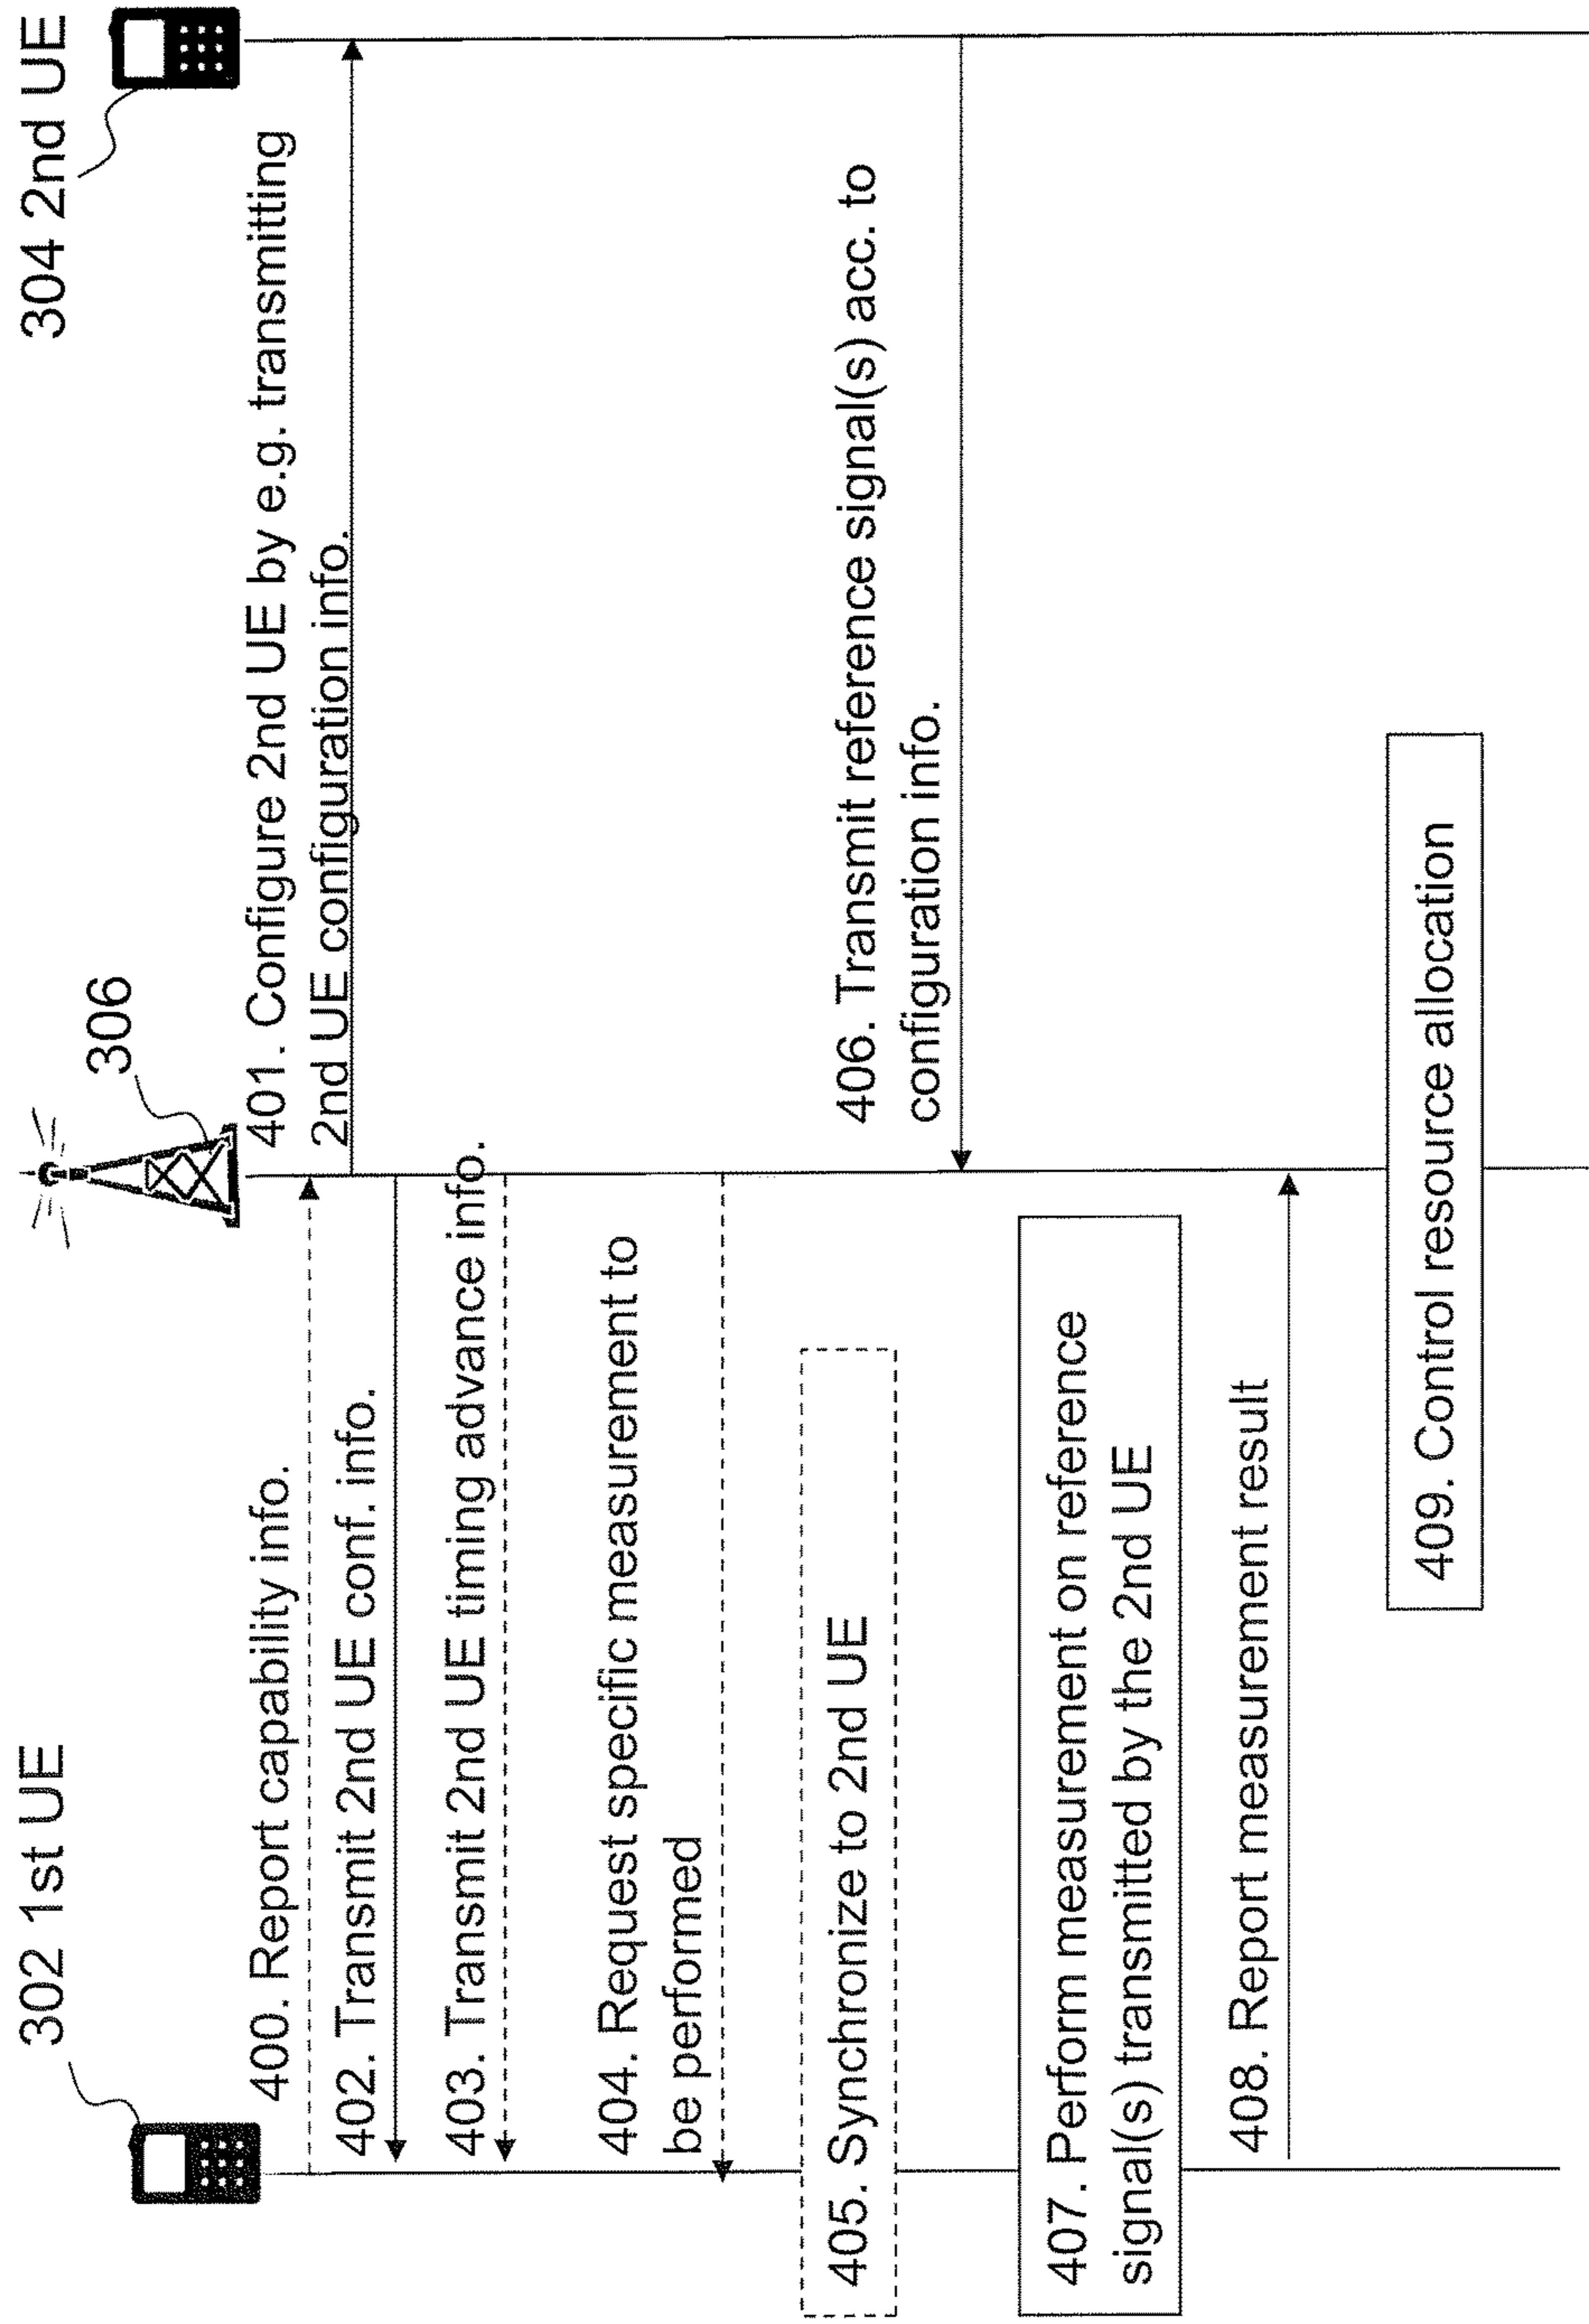 302 1st UE
306
304 2nd UE
400. Report capability info.
401. Configure 2nd UE by e.g. transmitting
2nd UE configuration info.
402. Transmit 2nd UE conf. info.
403. Transmit 2nd UE timing advance info.
404. Request specific measurement to
be performed
405. Synchronize to 2nd UE
406. Transmit reference signal(s) acc. to
configuration info.
407. Perform measurement on reference
signal(s) transmitted by the 2nd UE
408. Report measurement result
409. Control resource allocation